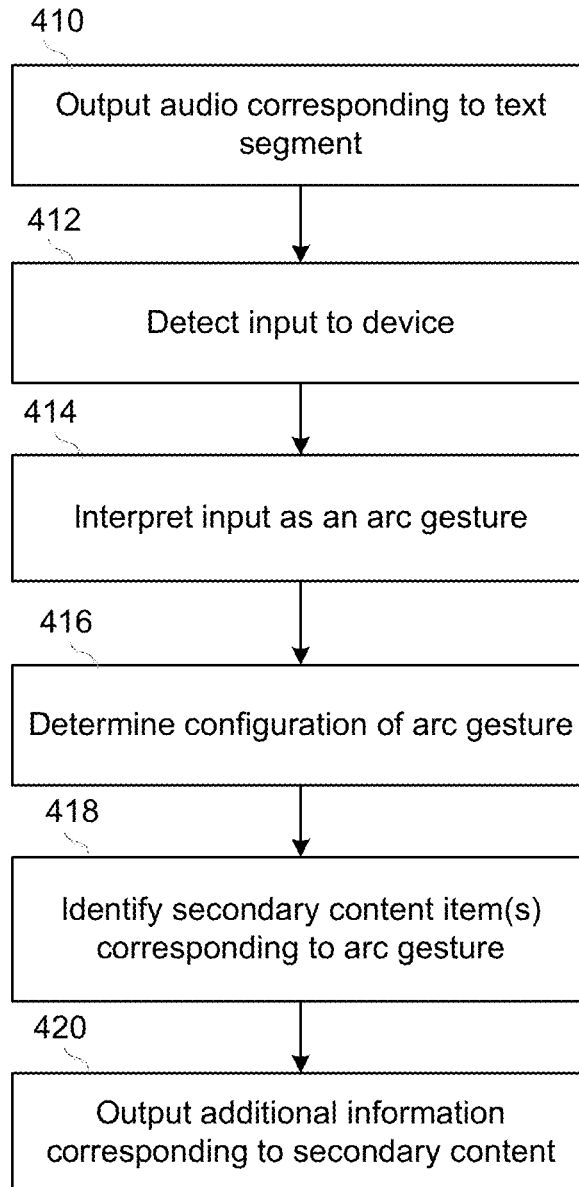 410
Output audio corresponding to text
segment
412
Detect input to device
414
Interpret input as an arc gesture
416
Determine configuration of arc gesture
418
Identify secondary content item(s)
corresponding to arc gesture
420
Output additional information
corresponding to secondary content